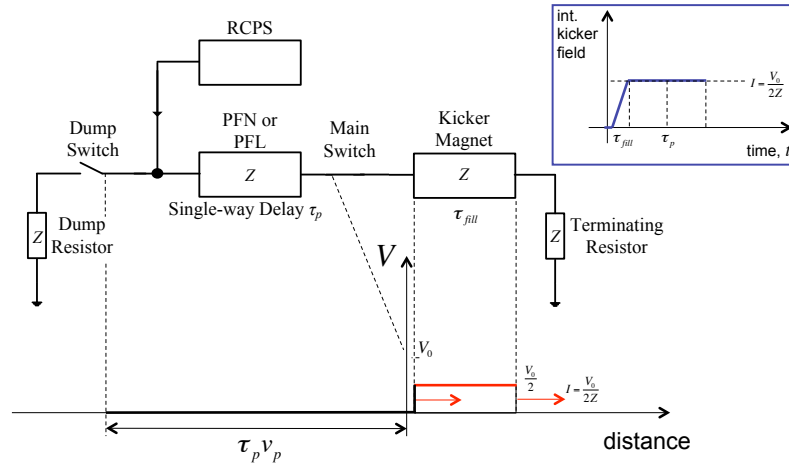 RCPS
PFN or
PFL
Dump
Switch
Main
Switch
Kicker
Magnet
Z
Z
Single-way Delay τp
τfill
Z
Dump
Resistor
Z
Terminating
Resistor
V
V0
V0/2
I = V0/2Z
τp vp
distance
int.
kicker
field
I = V0/2Z
τfill
τp
time, t